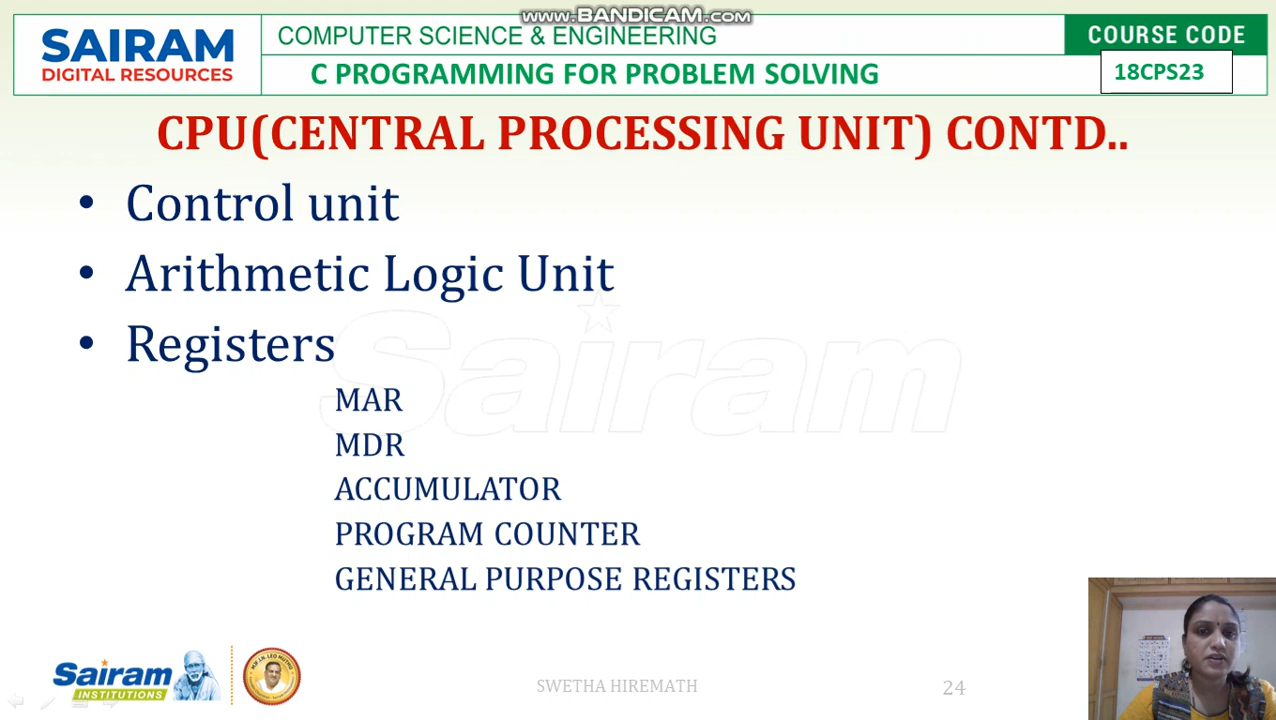 www.BANDICAM.com
SAIRAM
DIGITAL RESOURCES
COMPUTER SCIENCE & ENGINEERING
COURSE CODE
C PROGRAMMING FOR PROBLEM SOLVING
18CPS23
CPU(CENTRAL PROCESSING UNIT) CONTD..
• Control unit
• Arithmetic Logic Unit
• Registers
Sairam
MAR
MDR
ACCUMULATOR
PROGRAM COUNTER
GENERAL PURPOSE REGISTERS
Sairam
INSTITUTIONS
SWETHA HIREMATH
24